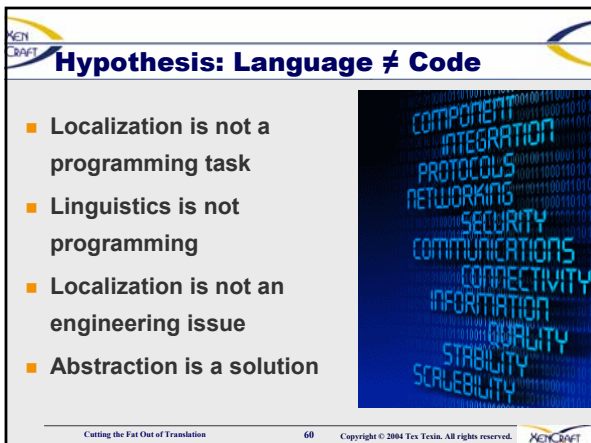 XEN
CRAFT
Hypothesis: Language ≠ Code
■ Localization is not a
programming task
■ Linguistics is not
programming
■ Localization is not an
engineering issue
■ Abstraction is a solution
COMPONENT
INTEGRATION
PROTOCOLS
NETWORKING
SECURITY
COMMUNICATIONS
CONNECTIVITY
INFORMATION
QUALITY
STABILITY
SCALEBILITY
Cutting the Fat Out of Translation 60 Copyright © 2004 Tex Texin. All rights reserved. XENCRAFT